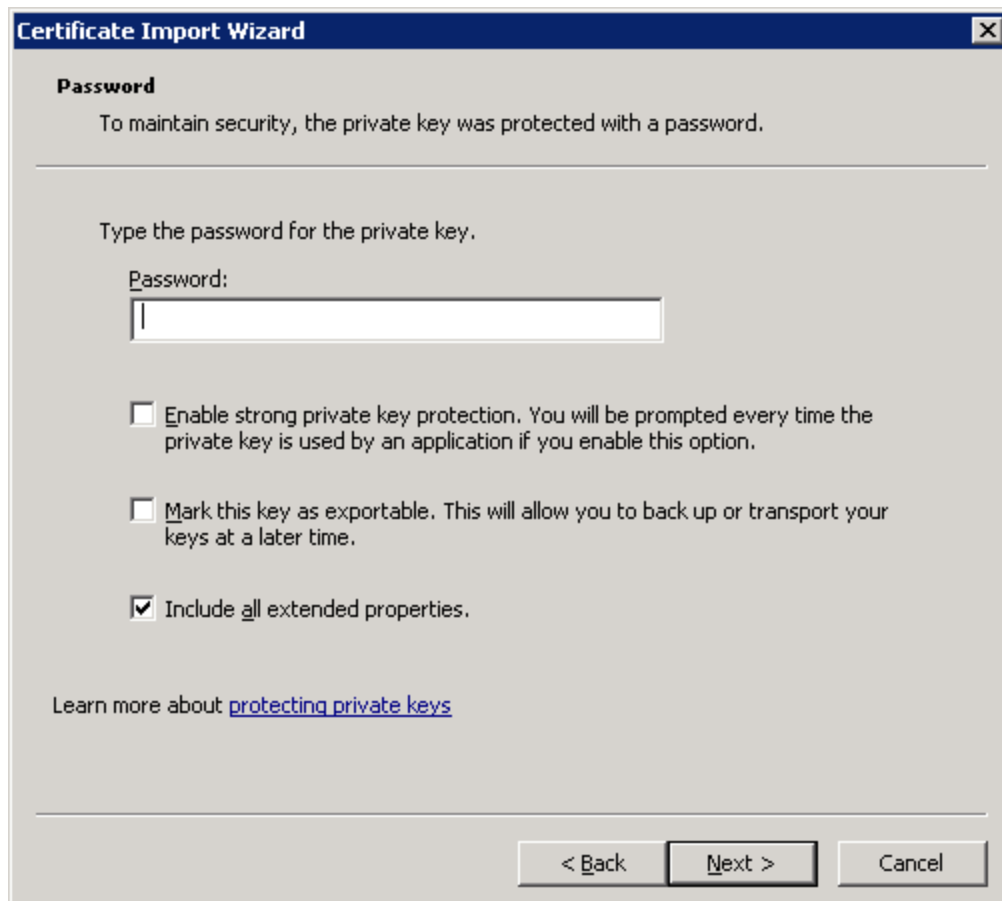 Certificate Import Wizard
Password
To maintain security, the private key was protected with a password.
Type the password for the private key.
Password:
Enable strong private key protection. You will be prompted every time the
private key is used by an application if you enable this option.
Mark this key as exportable. This will allow you to back up or transport your
keys at a later time.
Include all extended properties.
Learn more about protecting private keys
< Back
Next >
Cancel